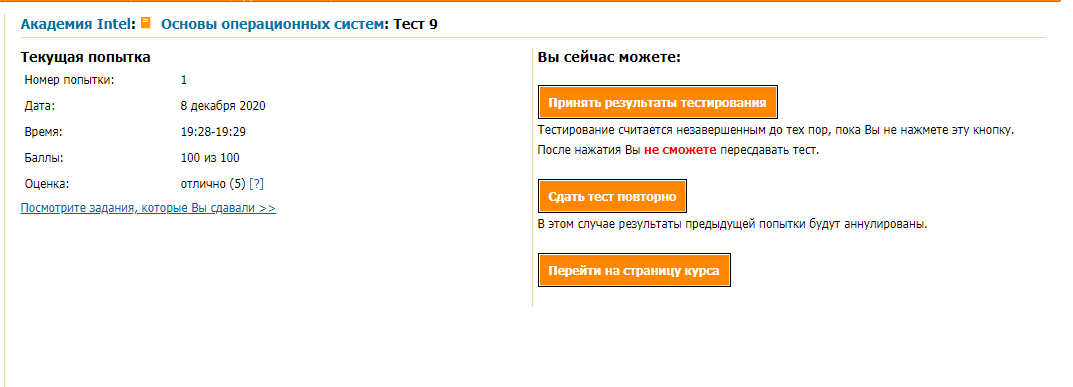 Академия Intel: Основы операционных систем: Тест 9
Текущая попытка
Номер попытки: 1
Дата: 8 декабря 2020
Время: 19:28-19:29
Баллы: 100 из 100
Оценка: отлично (5) [?]
Посмотрите задания, которые Вы сдавали >>
Вы сейчас можете:
Принять результаты тестирования
Тестирование считается незавершенным до тех пор, пока Вы не нажмете эту кнопку.
После нажатия Вы не сможете пересдавать тест.
Сдать тест повторно
В этом случае результаты предыдущей попытки будут аннулированы.
Перейти на страницу курса